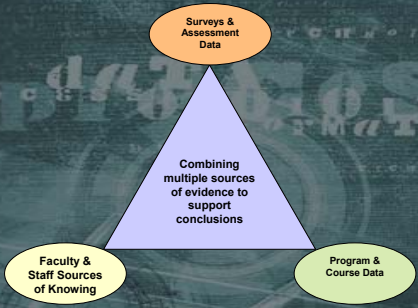 Surveys &
Assessment
Data
Combining
multiple sources
of evidence to
support
conclusions
Faculty &
Staff Sources
of Knowing
Program &
Course Data